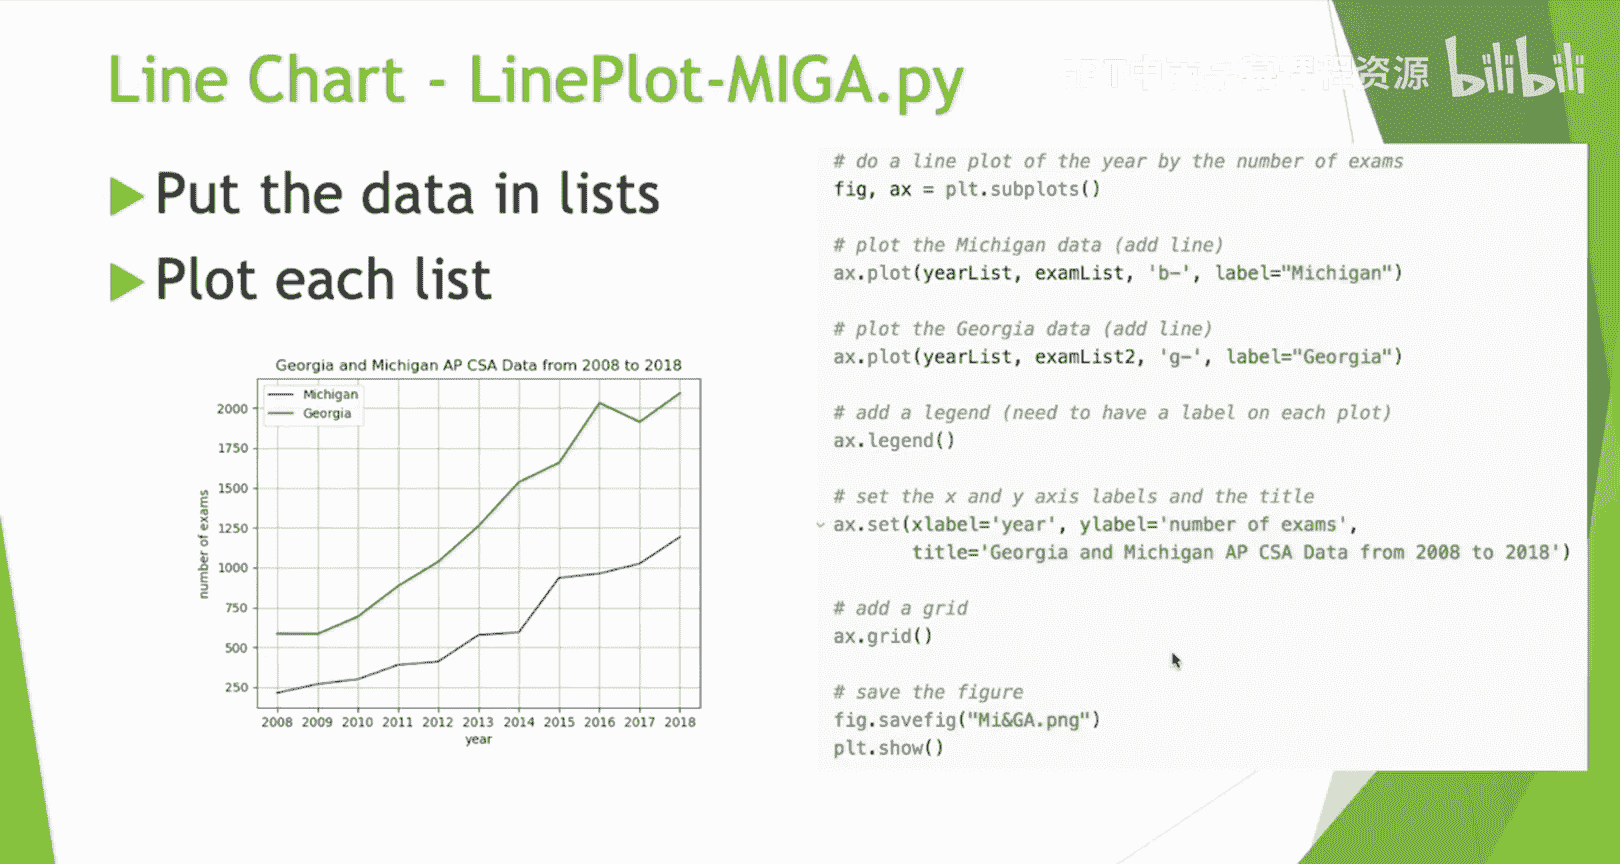 Line Chart - LinePlot-MIGA.py
资源 bilibili
Put the data in lists
Plot each list
Georgia and Michigan AP CSA Data from 2008 to 2018
Michigan
Georgia
2000
1750
1500
1250
1000
750
500
250
number of exams
2008 2009 2010 2011 2012 2013 2014 2015 2016 2017 2018
year
# do a line plot of the year by the number of exams
fig, ax = plt.subplots()
# plot the Michigan data (add line)
ax.plot(yearList, examList, 'b-', label="Michigan")
# plot the Georgia data (add line)
ax.plot(yearList, examList2, 'g-', label="Georgia")
# add a legend (need to have a label on each plot)
ax.legend()
# set the x and y axis labels and the title
ax.set(xlabel='year', ylabel='number of exams',
title='Georgia and Michigan AP CSA Data from 2008 to 2018')
# add a grid
ax.grid()
# save the figure
fig.savefig("Mi&GA.png")
plt.show()